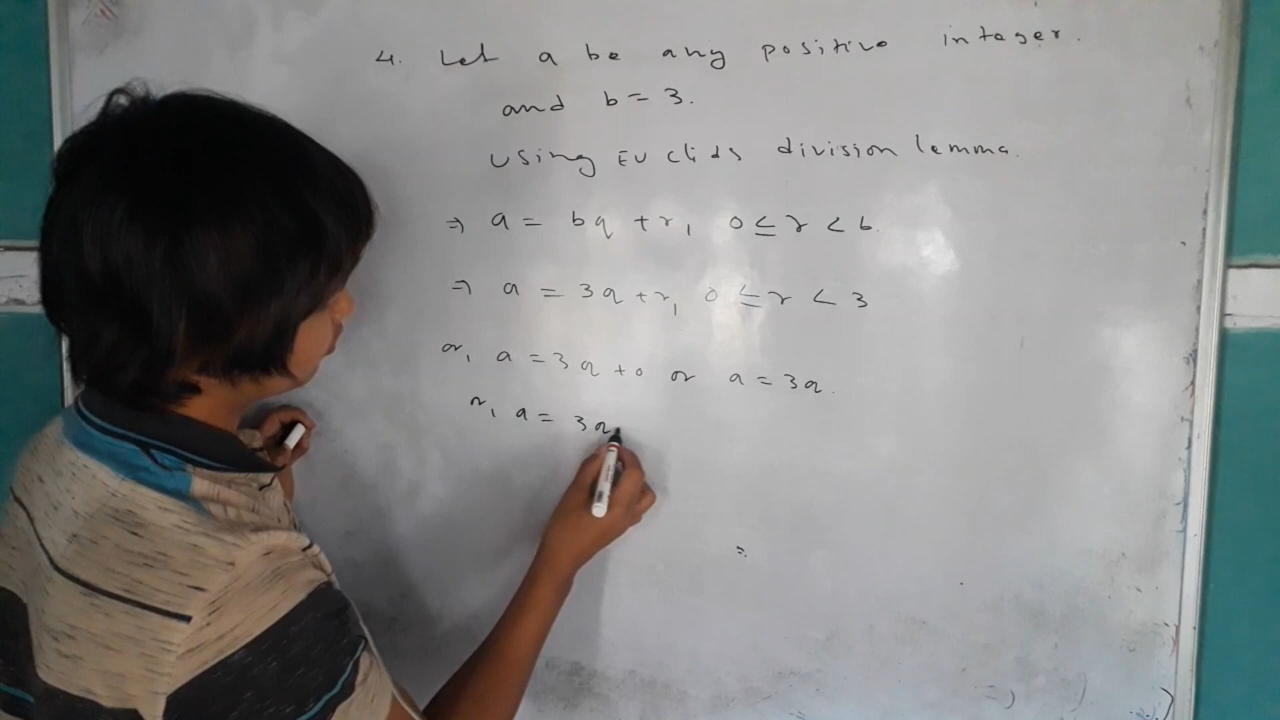 4. Let a be any positive integer.
and b = 3.
Using Euclids division lemma.
⇒ a = bq + r, 0 ≤ r < b.
⇒ a = 3q + r, 0 ≤ r < 3
or, a = 3q + 0 or a = 3q.
or, a = 3q